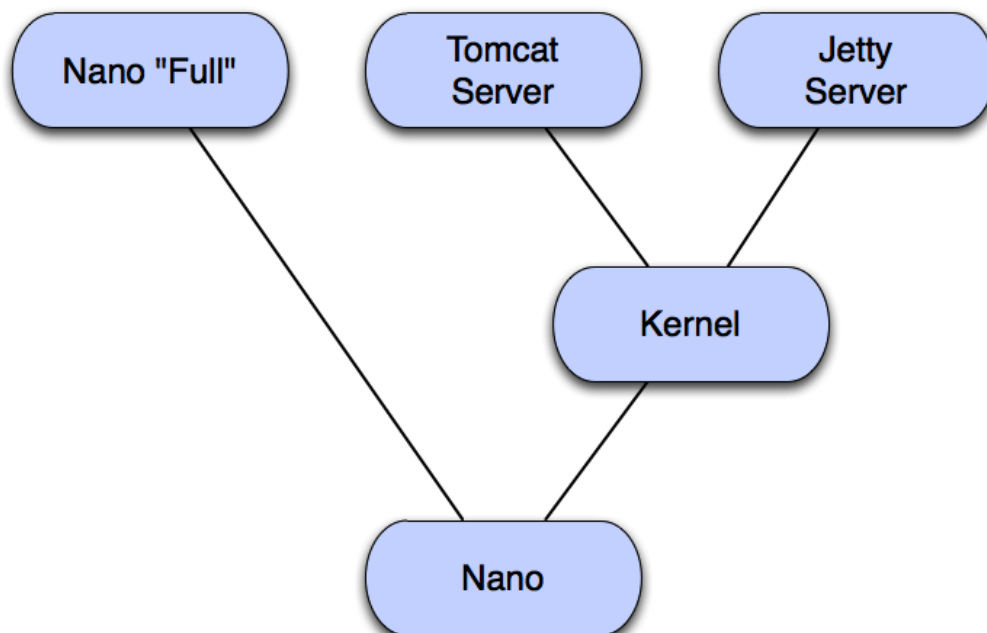 Nano "Full"
Tomcat
Server
Jetty
Server
Kernel
Nano